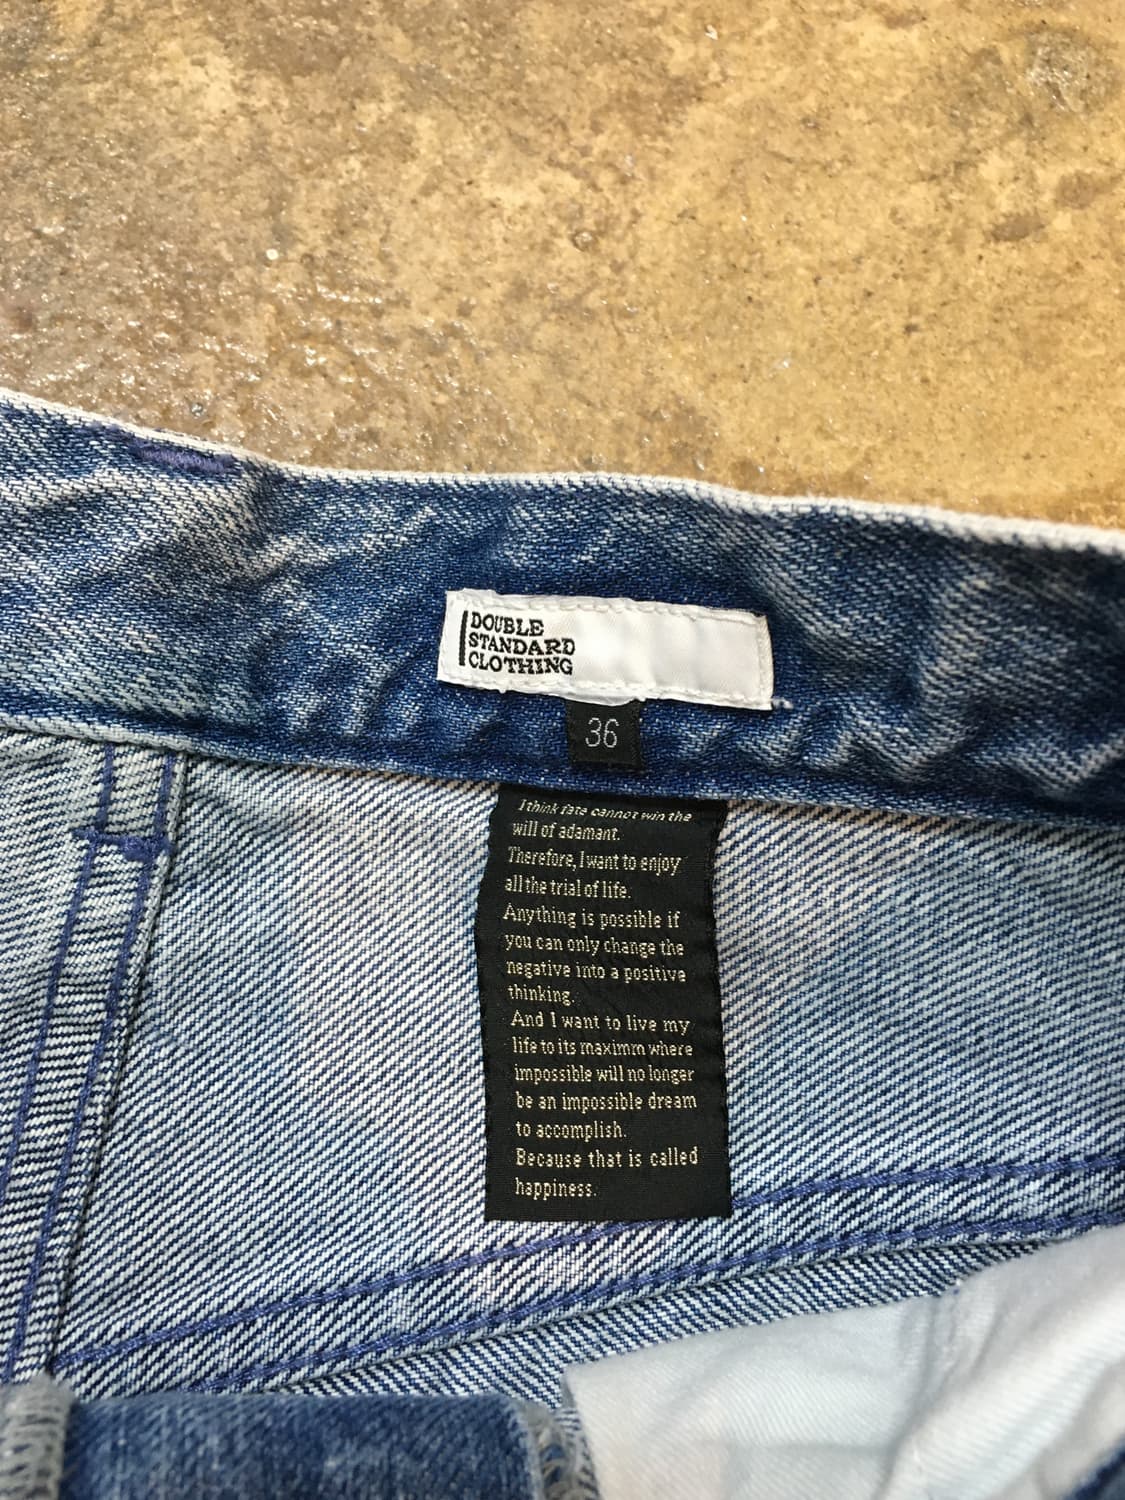 DOUBLE
STANDARD
CLOTHING
36
I think fate cannot win the
will of adamant.
Therefore, I want to enjoy
all the trial of life.
Anything is possible if
you can only change the
negative into a positive
thinking.
And I want to live my
life to its maximm where
impossible will no longer
be an impossible dream
to accomplish.
Because that is called
happiness.